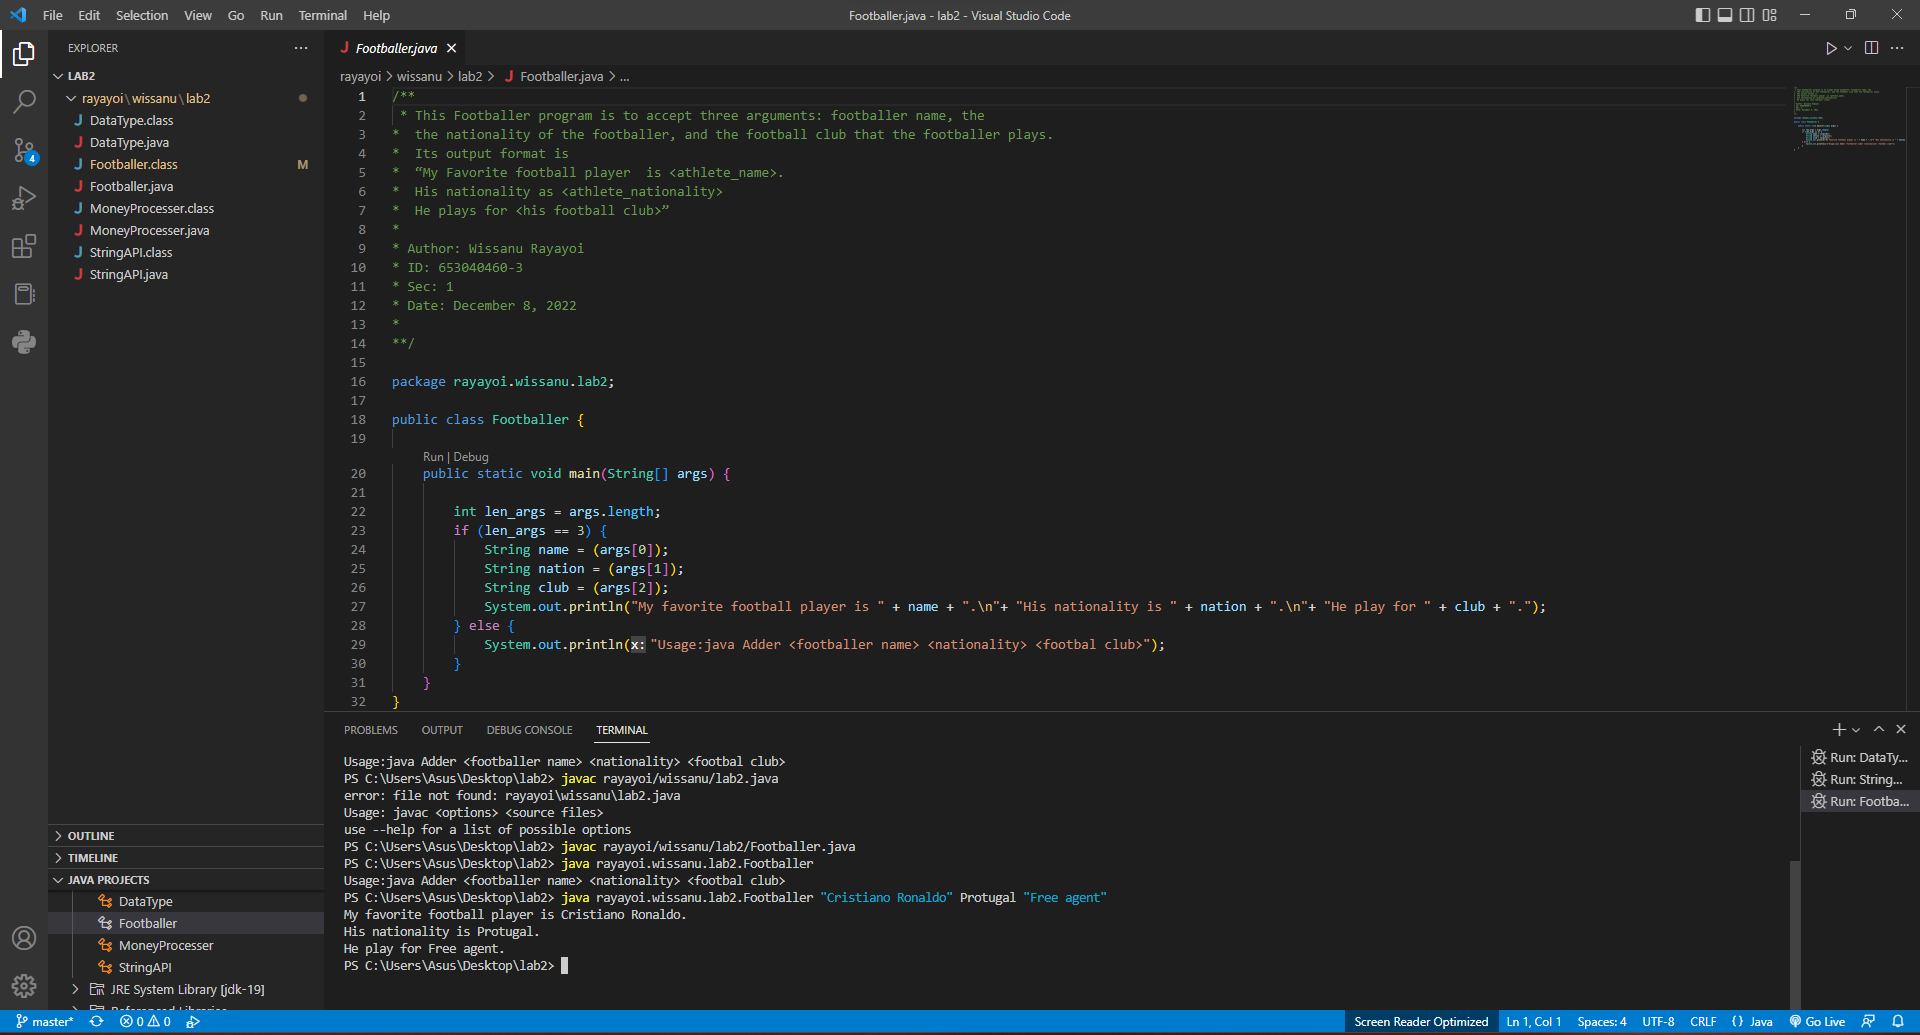 File Edit Selection View Go Run Terminal Help
Footballer.java - lab2 - Visual Studio Code
EXPLORER
LAB2
rayayoi\wissanu\lab2
DataType.class
DataType.java
Footballer.class M
Footballer.java
MoneyProcesser.class
MoneyProcesser.java
StringAPI.class
StringAPI.java
4
OUTLINE
TIMELINE
JAVA PROJECTS
DataType
Footballer
MoneyProcesser
StringAPI
JRE System Library [jdk-19]
Referenced Libraries
Footballer.java
rayayoi > wissanu > lab2 > Footballer.java > ...
1 /**
2 * This Footballer program is to accept three arguments: footballer name, the
3 * the nationality of the footballer, and the football club that the footballer plays.
4 * Its output format is
5 * “My Favorite football player  is <athlete_name>.
6 * His nationality as <athlete_nationality>
7 * He plays for <his football club>”
8 *
9 * Author: Wissanu Rayayoi
10 * ID: 653040460-3
11 * Sec: 1
12 * Date: December 8, 2022
13 *
14 **/
15
16 package rayayoi.wissanu.lab2;
17
18 public class Footballer {
19
Run | Debug
20 public static void main(String[] args) {
21
22 int len_args = args.length;
23 if (len_args == 3) {
24 String name = (args[0]);
25 String nation = (args[1]);
26 String club = (args[2]);
27 System.out.println("My favorite football player is " + name + ".\n"+ "His nationality is " + nation + ".\n"+ "He play for " + club + ".");
28 } else {
29 System.out.println(x: "Usage:java Adder <footballer name> <nationality> <footbal club>");
30 }
31 }
32 }
PROBLEMS OUTPUT DEBUG CONSOLE TERMINAL
Usage:java Adder <footballer name> <nationality> <footbal club>
PS C:\Users\Asus\Desktop\lab2> javac rayayoi/wissanu/lab2.java
error: file not found: rayayoi\wissanu\lab2.java
Usage: javac <options> <source files>
use --help for a list of possible options
PS C:\Users\Asus\Desktop\lab2> javac rayayoi/wissanu/lab2/Footballer.java
PS C:\Users\Asus\Desktop\lab2> java rayayoi.wissanu.lab2.Footballer
Usage:java Adder <footballer name> <nationality> <footbal club>
PS C:\Users\Asus\Desktop\lab2> java rayayoi.wissanu.lab2.Footballer "Cristiano Ronaldo" Protugal "Free agent"
My favorite football player is Cristiano Ronaldo.
His nationality is Protugal.
He play for Free agent.
PS C:\Users\Asus\Desktop\lab2>
Run: DataTy...
Run: String...
Run: Footba...
master* 0 0
Screen Reader Optimized Ln 1, Col 1 Spaces: 4 UTF-8 CRLF {} Java Go Live